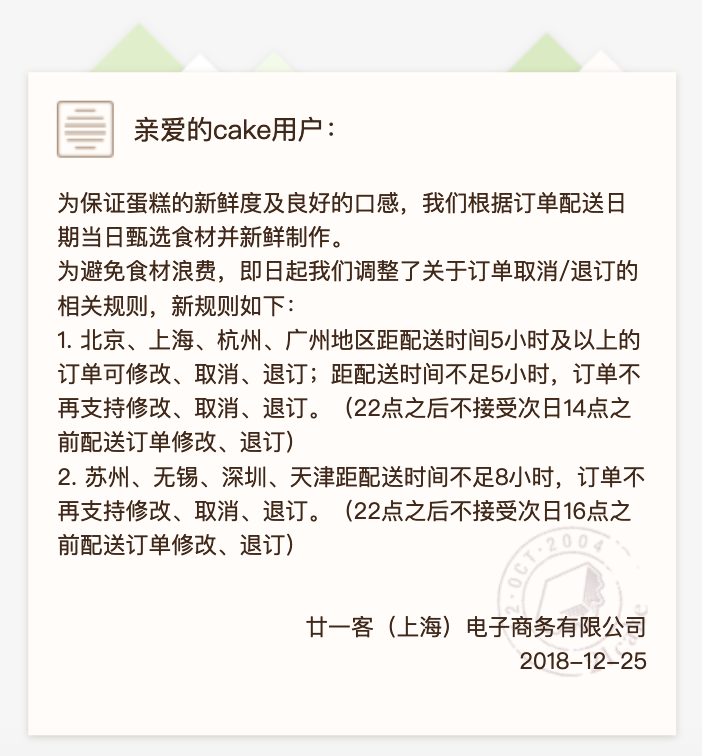 亲爱的cake用户：
为保证蛋糕的新鲜度及良好的口感，我们根据订单配送日
期当日甄选食材并新鲜制作。
为避免食材浪费，即日起我们调整了关于订单取消/退订的
相关规则，新规则如下：
1. 北京、上海、杭州、广州地区距配送时间5小时及以上的
订单可修改、取消、退订；距配送时间不足5小时，订单不
再支持修改、取消、退订。（22点之后不接受次日14点之
前配送订单修改、退订）
2. 苏州、无锡、深圳、天津距配送时间不足8小时，订单不
再支持修改、取消、退订。（22点之后不接受次日16点之
前配送订单修改、退订）
2·OCT·2004
廿一客（上海）电子商务有限公司
2018-12-25